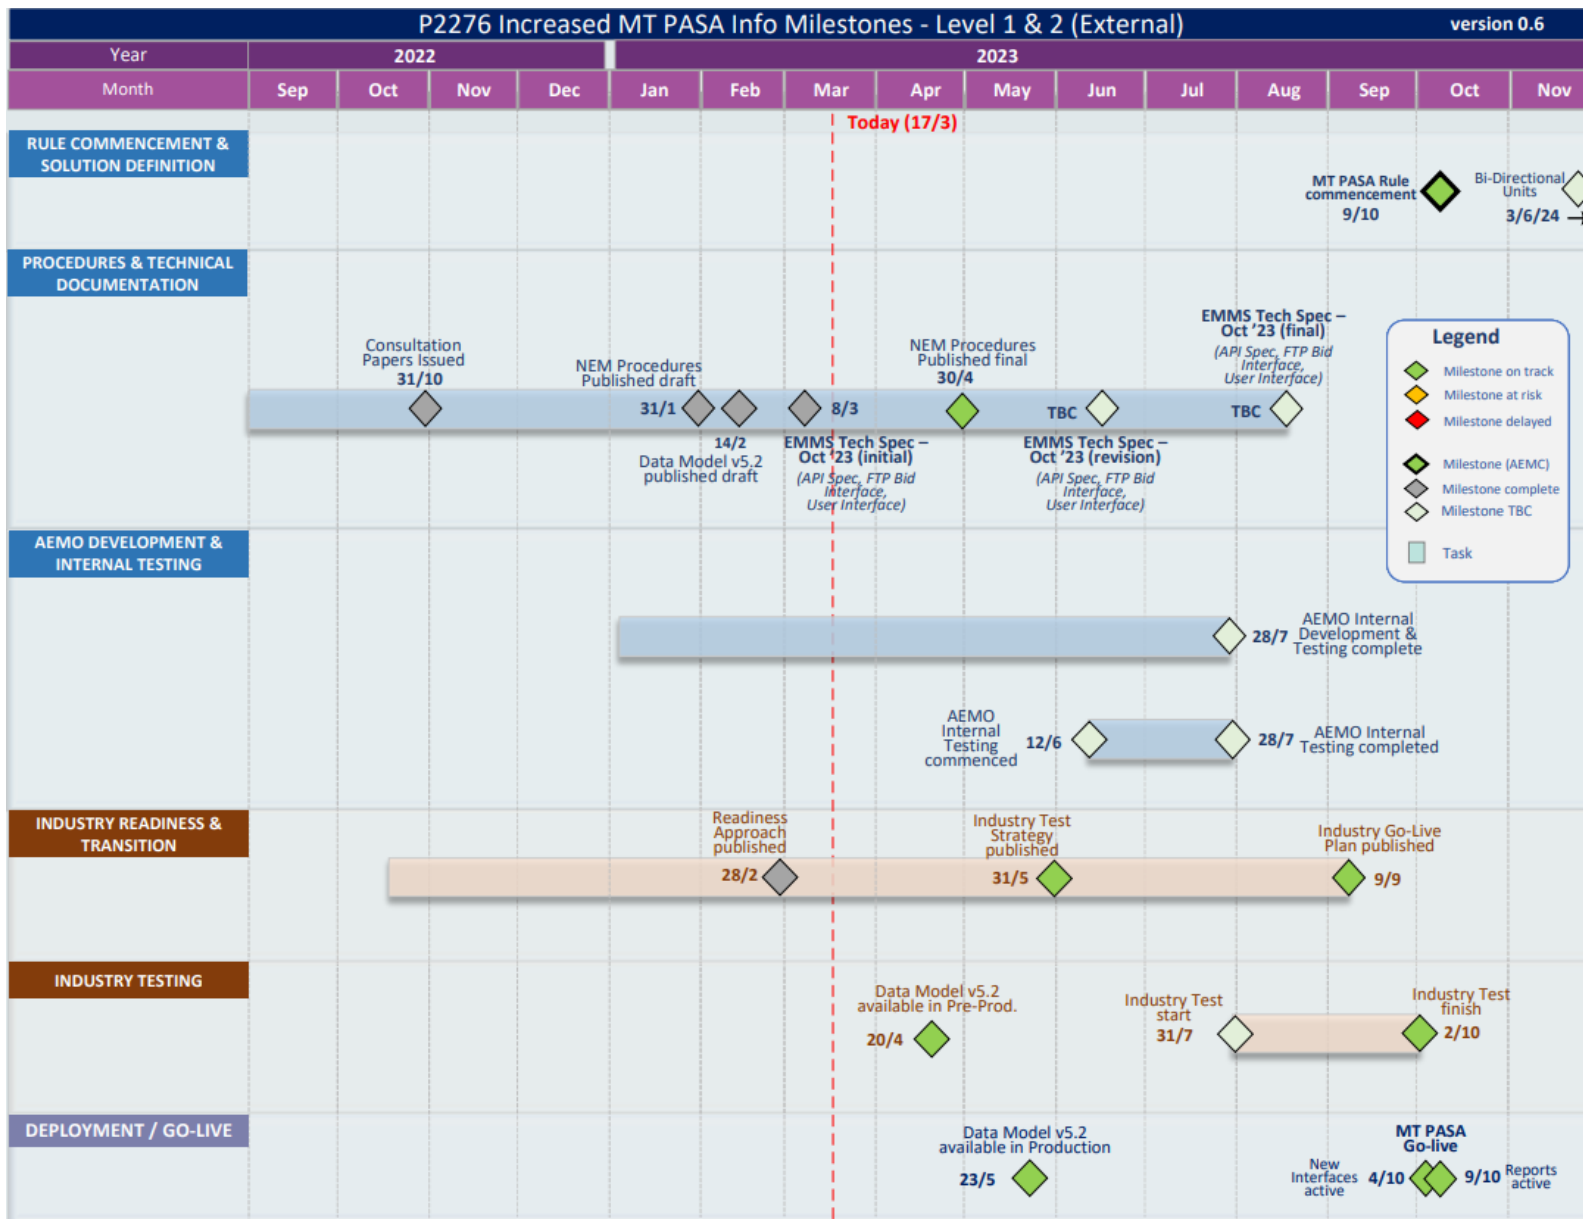 P2276 Increased MT PASA Info Milestones - Level 1 & 2 (External)
version 0.6
Year
2022
2023
Month
Sep
Oct
Nov
Dec
Jan
Feb
Mar
Apr
May
Jun
Jul
Aug
Sep
Oct
Nov
Today (17/3)
RULE COMMENCEMENT &
SOLUTION DEFINITION
MT PASA Rule
commencement
9/10
Bi-Directional
Units
3/6/24 →
PROCEDURES & TECHNICAL
DOCUMENTATION
Consultation
Papers Issued
31/10
NEM Procedures
Published draft
31/1
14/2
Data Model v5.2
published draft
8/3
EMMS Tech Spec –
Oct '23 (initial)
(API Spec, FTP Bid
Interface,
User Interface)
NEM Procedures
Published final
30/4
TBC
EMMS Tech Spec –
Oct '23 (revision)
(API Spec, FTP Bid
Interface,
User Interface)
EMMS Tech Spec –
Oct '23 (final)
(API Spec, FTP Bid
Interface,
User Interface)
TBC
Legend
Milestone on track
Milestone at risk
Milestone delayed
Milestone (AEMC)
Milestone complete
Milestone TBC
Task
AEMO DEVELOPMENT &
INTERNAL TESTING
28/7
AEMO Internal
Development &
Testing complete
AEMO
Internal
Testing
commenced
12/6
28/7
AEMO Internal
Testing completed
INDUSTRY READINESS &
TRANSITION
Readiness
Approach
published
28/2
Industry Test
Strategy
published
31/5
Industry Go-Live
Plan published
9/9
INDUSTRY TESTING
Data Model v5.2
available in Pre-Prod.
20/4
Industry Test
start
31/7
Industry Test
finish
2/10
DEPLOYMENT / GO-LIVE
Data Model v5.2
available in Production
23/5
MT PASA
Go-live
New
Interfaces
active
4/10
9/10
Reports
active